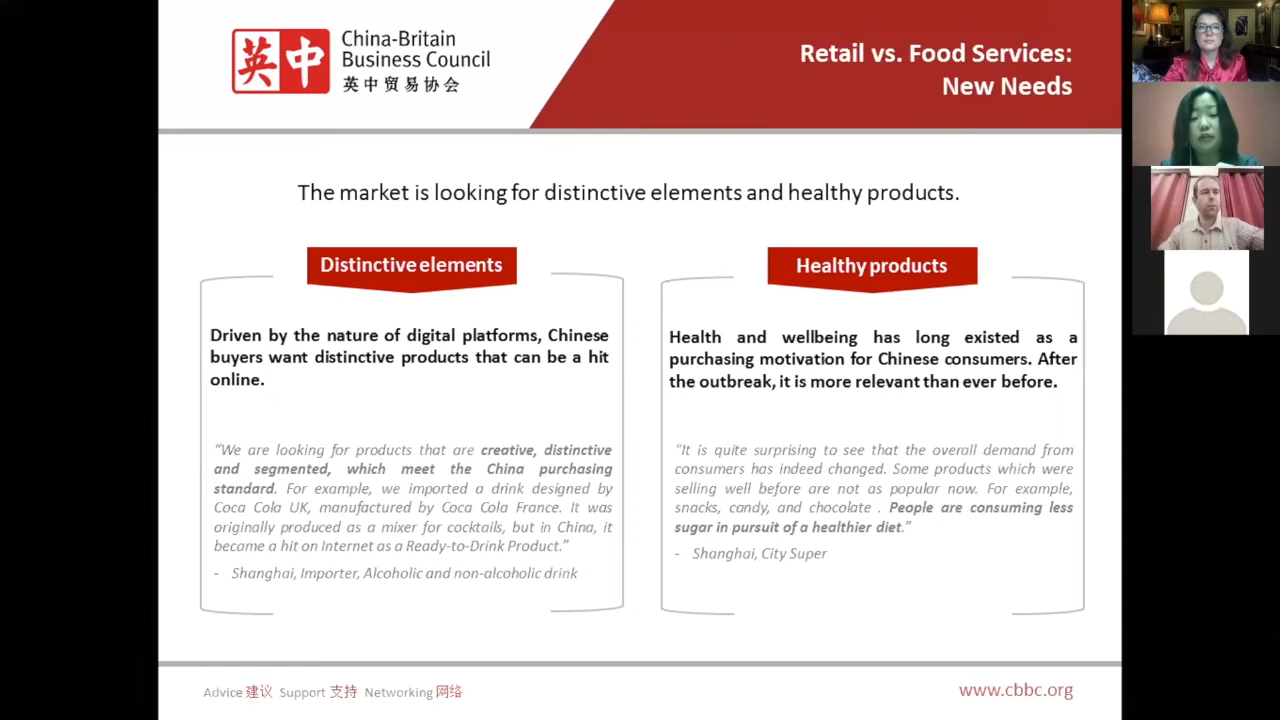 英中
China-Britain
Business Council
英中贸易协会
Retail vs. Food Services:
New Needs
The market is looking for distinctive elements and healthy products.
Distinctive elements
Driven by the nature of digital platforms, Chinese
buyers want distinctive products that can be a hit
online.
“We are looking for products that are creative, distinctive
and segmented, which meet the China purchasing
standard. For example, we imported a drink designed by
Coca Cola UK, manufactured by Coca Cola France. It was
originally produced as a mixer for cocktails, but in China, it
became a hit on Internet as a Ready-to-Drink Product.”
- Shanghai, Importer, Alcoholic and non-alcoholic drink
Healthy products
Health and wellbeing has long existed as a
purchasing motivation for Chinese consumers. After
the outbreak, it is more relevant than ever before.
“It is quite surprising to see that the overall demand from
consumers has indeed changed. Some products which were
selling well before are not as popular now. For example,
snacks, candy, and chocolate . People are consuming less
sugar in pursuit of a healthier diet.”
- Shanghai, City Super
Advice 建议 Support 支持 Networking 网络
www.cbbc.org